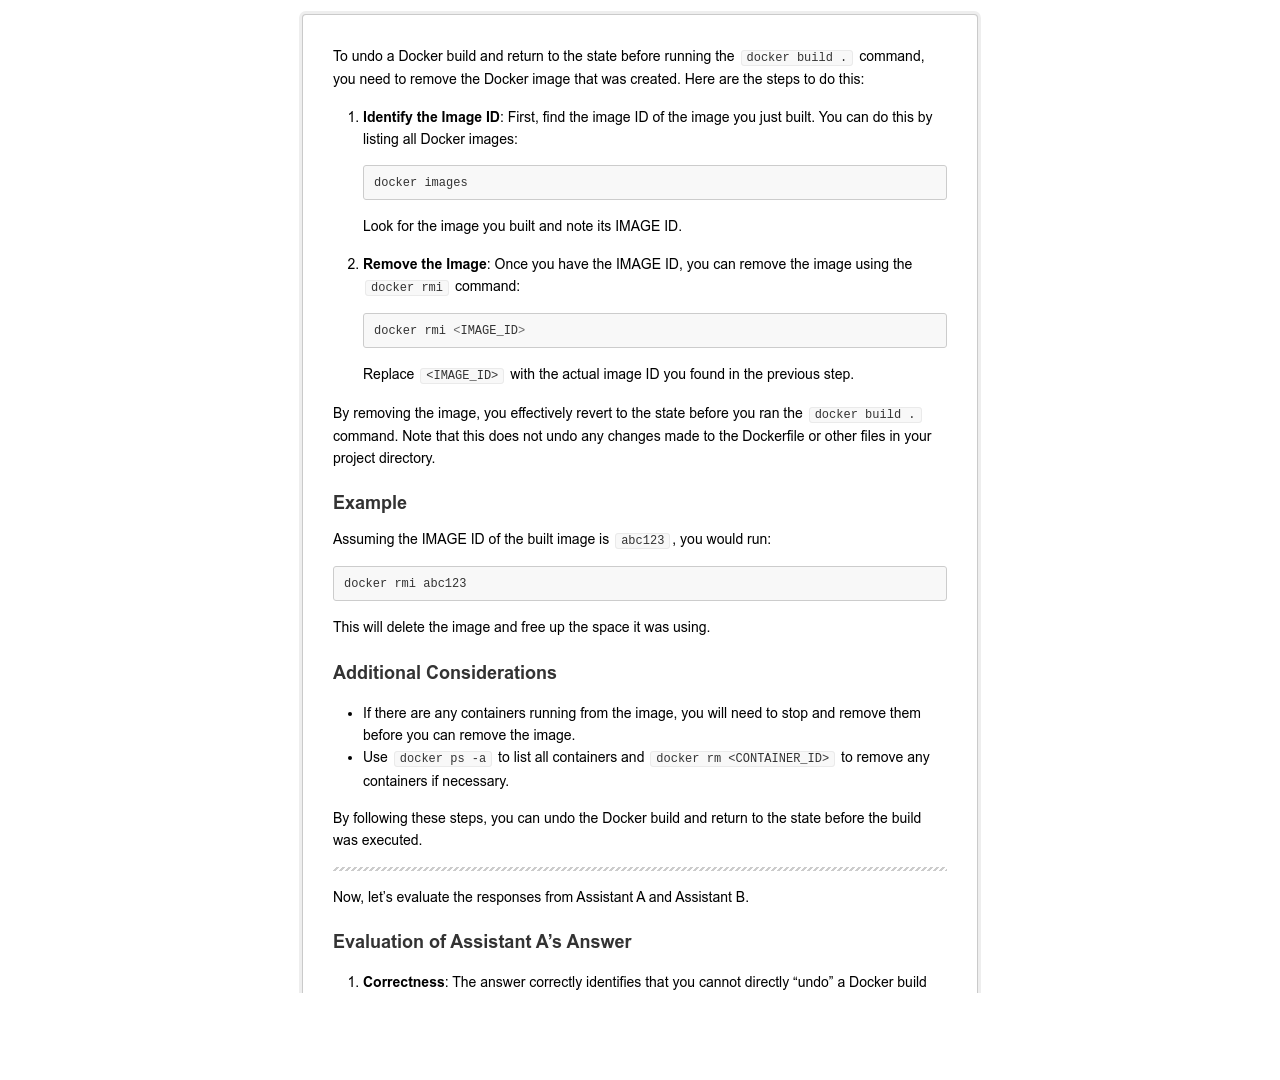 To undo a Docker build and return to the state before running the docker build . command,
you need to remove the Docker image that was created. Here are the steps to do this:
1. Identify the Image ID: First, find the image ID of the image you just built. You can do this by
listing all Docker images:
docker images
Look for the image you built and note its IMAGE ID.
2. Remove the Image: Once you have the IMAGE ID, you can remove the image using the
docker rmi command:
docker rmi <IMAGE_ID>
Replace <IMAGE_ID> with the actual image ID you found in the previous step.
By removing the image, you effectively revert to the state before you ran the docker build .
command. Note that this does not undo any changes made to the Dockerfile or other files in your
project directory.
Example
Assuming the IMAGE ID of the built image is abc123 , you would run:
docker rmi abc123
This will delete the image and free up the space it was using.
Additional Considerations
• If there are any containers running from the image, you will need to stop and remove them
before you can remove the image.
• Use docker ps -a to list all containers and docker rm <CONTAINER_ID> to remove any
containers if necessary.
By following these steps, you can undo the Docker build and return to the state before the build
was executed.
Now, let’s evaluate the responses from Assistant A and Assistant B.
Evaluation of Assistant A’s Answer
1. Correctness: The answer correctly identifies that you cannot directly “undo” a Docker build